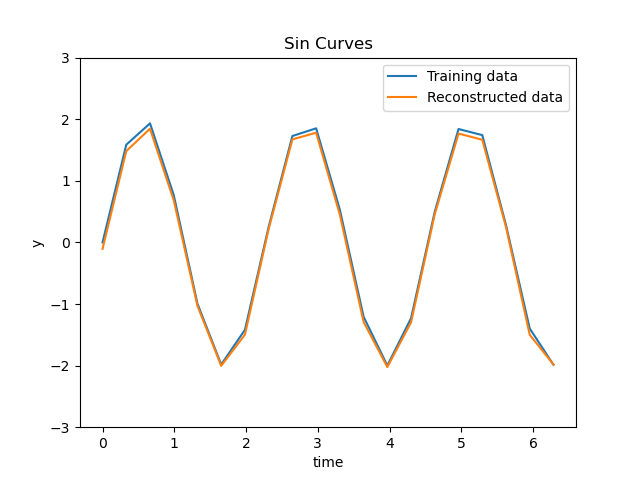 Sin Curves
Training data
Reconstructed data
3
2
1
0
−1
−2
−3
y
0 1 2 3 4 5 6
time